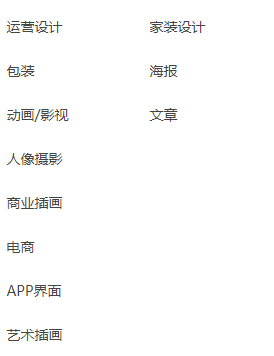 运营设计 家装设计
包装 海报
动画/影视 文章
人像摄影
商业插画
电商
APP界面
艺术插画